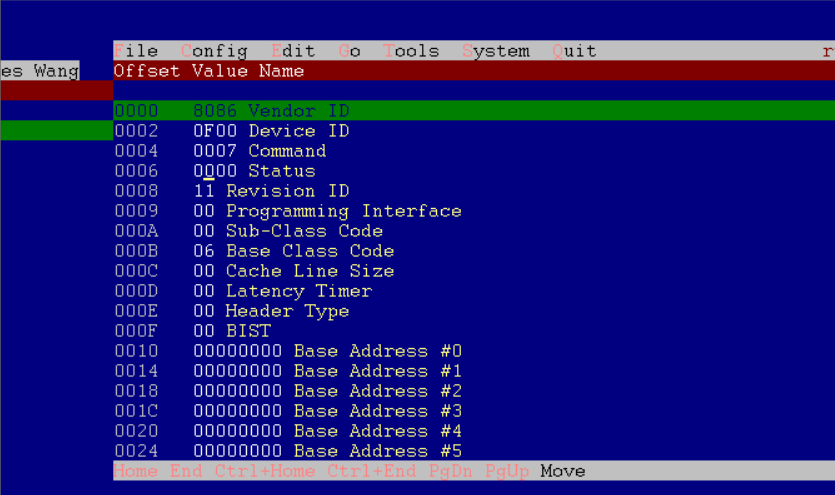 File Config Edit Go Tools System Quit r
es Wang Offset Value Name
0000 8086 Vendor ID
0002 0F00 Device ID
0004 0007 Command
0006 0000 Status
0008 11 Revision ID
0009 00 Programming Interface
000A 00 Sub-Class Code
000B 06 Base Class Code
000C 00 Cache Line Size
000D 00 Latency Timer
000E 00 Header Type
000F 00 BIST
0010 00000000 Base Address #0
0014 00000000 Base Address #1
0018 00000000 Base Address #2
001C 00000000 Base Address #3
0020 00000000 Base Address #4
0024 00000000 Base Address #5
Home End Ctrl+Home Ctrl+End PgDn PgUp Move